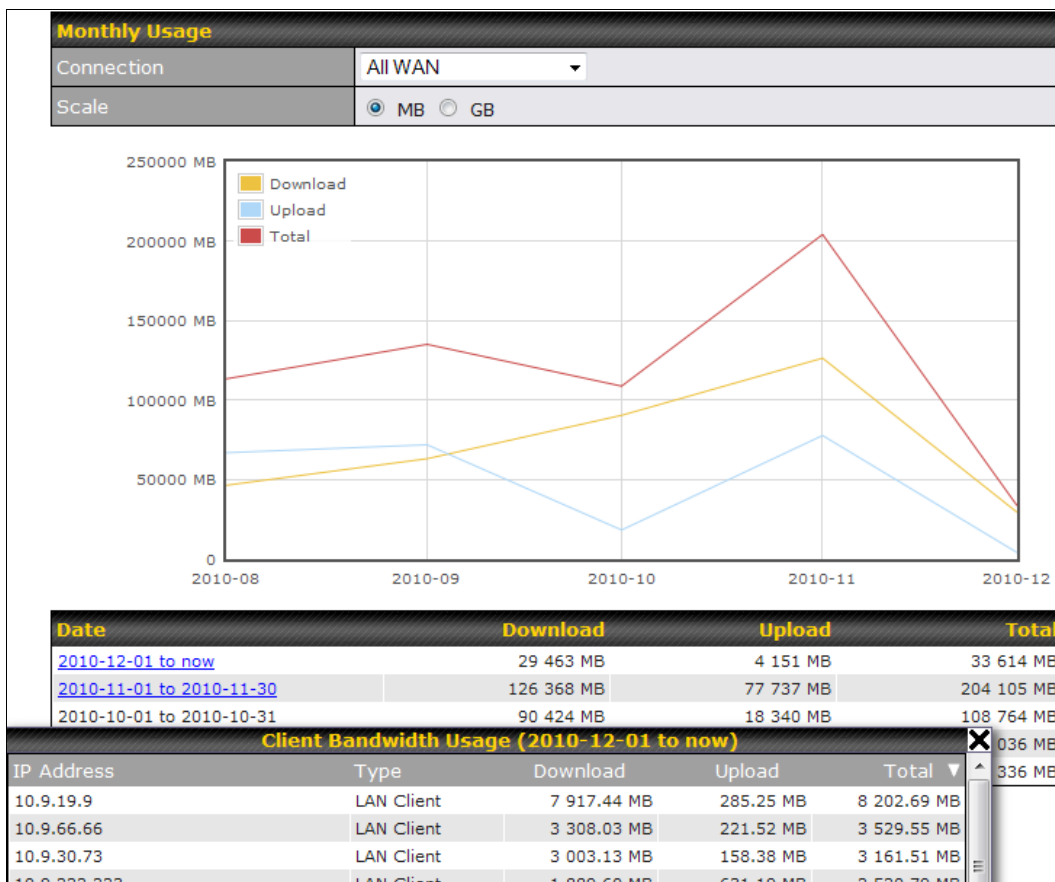 Monthly Usage
Connection All WAN
Scale MB GB
250000 MB
200000 MB
150000 MB
100000 MB
50000 MB
0
Download
Upload
Total
2010-08 2010-09 2010-10 2010-11 2010-12
Date Download Upload Total
2010-12-01 to now 29 463 MB 4 151 MB 33 614 MB
2010-11-01 to 2010-11-30 126 368 MB 77 737 MB 204 105 MB
2010-10-01 to 2010-10-31 90 424 MB 18 340 MB 108 764 MB
036 MB
336 MB
Client Bandwidth Usage (2010-12-01 to now)
IP Address Type Download Upload Total
10.9.19.9 LAN Client 7 917.44 MB 285.25 MB 8 202.69 MB
10.9.66.66 LAN Client 3 308.03 MB 221.52 MB 3 529.55 MB
10.9.30.73 LAN Client 3 003.13 MB 158.38 MB 3 161.51 MB
LAN Client